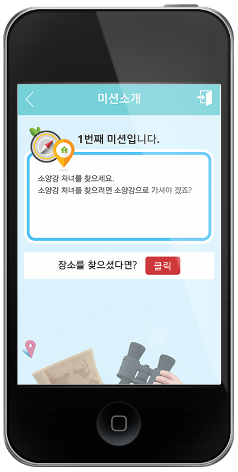 미션소개
1번째 미션입니다.
소양강 처녀를 찾으세요.
소양강 처녀를 찾으려면 소양강으로 가셔야 겠죠?
장소를 찾으셨다면?
클릭